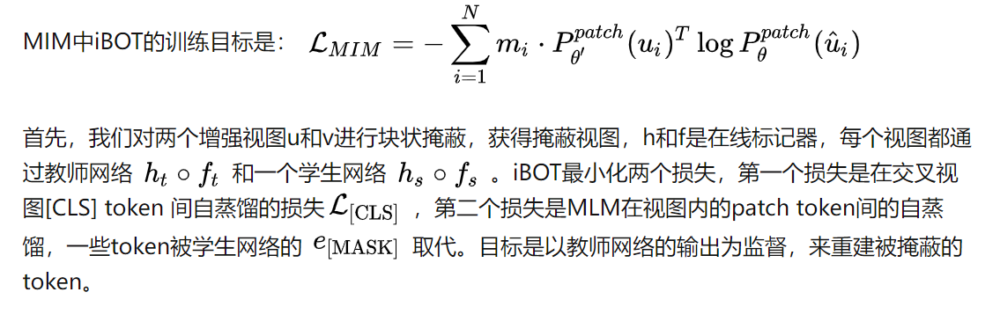 MIM中iBOT的训练目标是： $\mathcal{L}_{MIM} = -\sum_{i=1}^{N} m_i \cdot P_{\theta'}^{patch}(u_i)^T \log P_{\theta}^{patch}(\hat{u}_i)$
首先，我们对两个增强视图u和v进行块状掩蔽，获得掩蔽视图，h和f是在线标记器，每个视图都通
过教师网络 $h_t \circ f_t$ 和一个学生网络 $h_s \circ f_s$ 。iBOT最小化两个损失，第一个损失是在交叉视
图[CLS] token 间自蒸馏的损失 $\mathcal{L}_{[\mathrm{CLS}]}$ ，第二个损失是MLM在视图内的patch token间的自蒸
馏，一些token被学生网络的 $e_{[\mathrm{MASK}]}$ 取代。目标是以教师网络的输出为监督，来重建被掩蔽的
token。